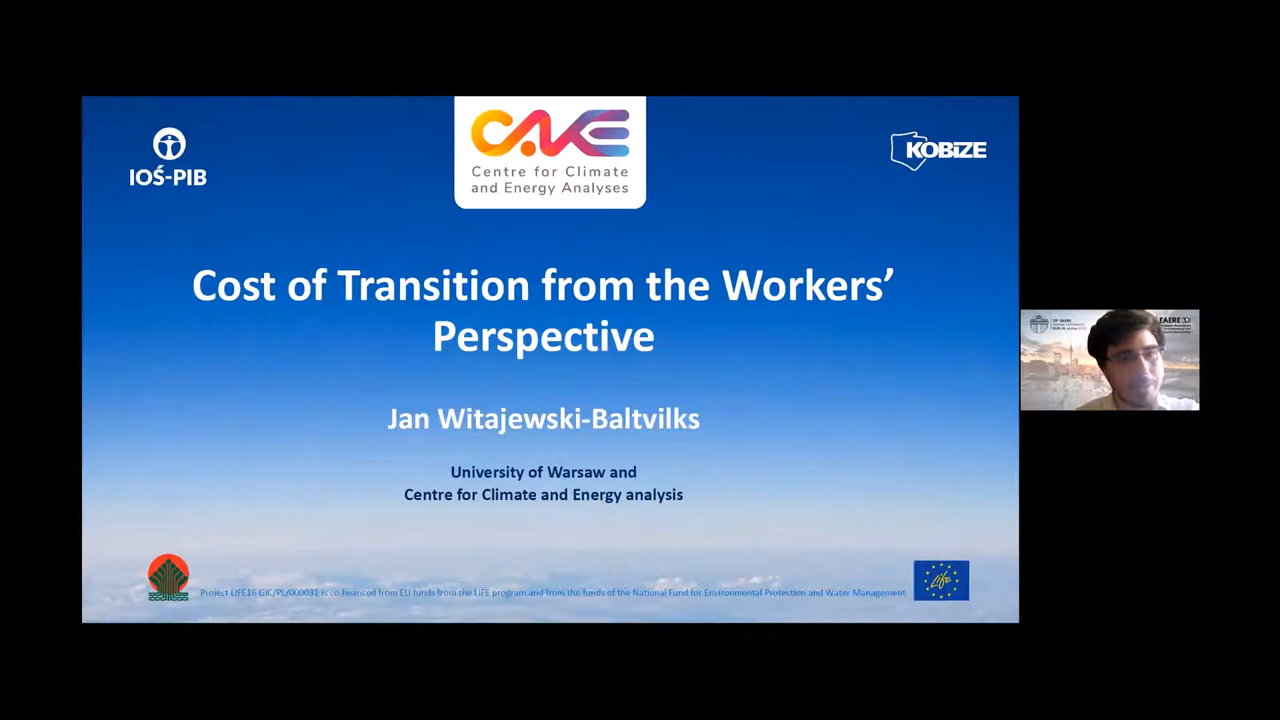 IOŚ-PIB
CAKE
Centre for Climate
and Energy Analyses
KOBiZE
Cost of Transition from the Workers’
Perspective
Jan Witajewski-Baltvilks
University of Warsaw and
Centre for Climate and Energy analysis
Project LIFE16 GIC/PL/000031 is co-financed from EU funds from the LIFE program and from the funds of the National Fund for Environmental Protection and Water Management.
Life
EAERE